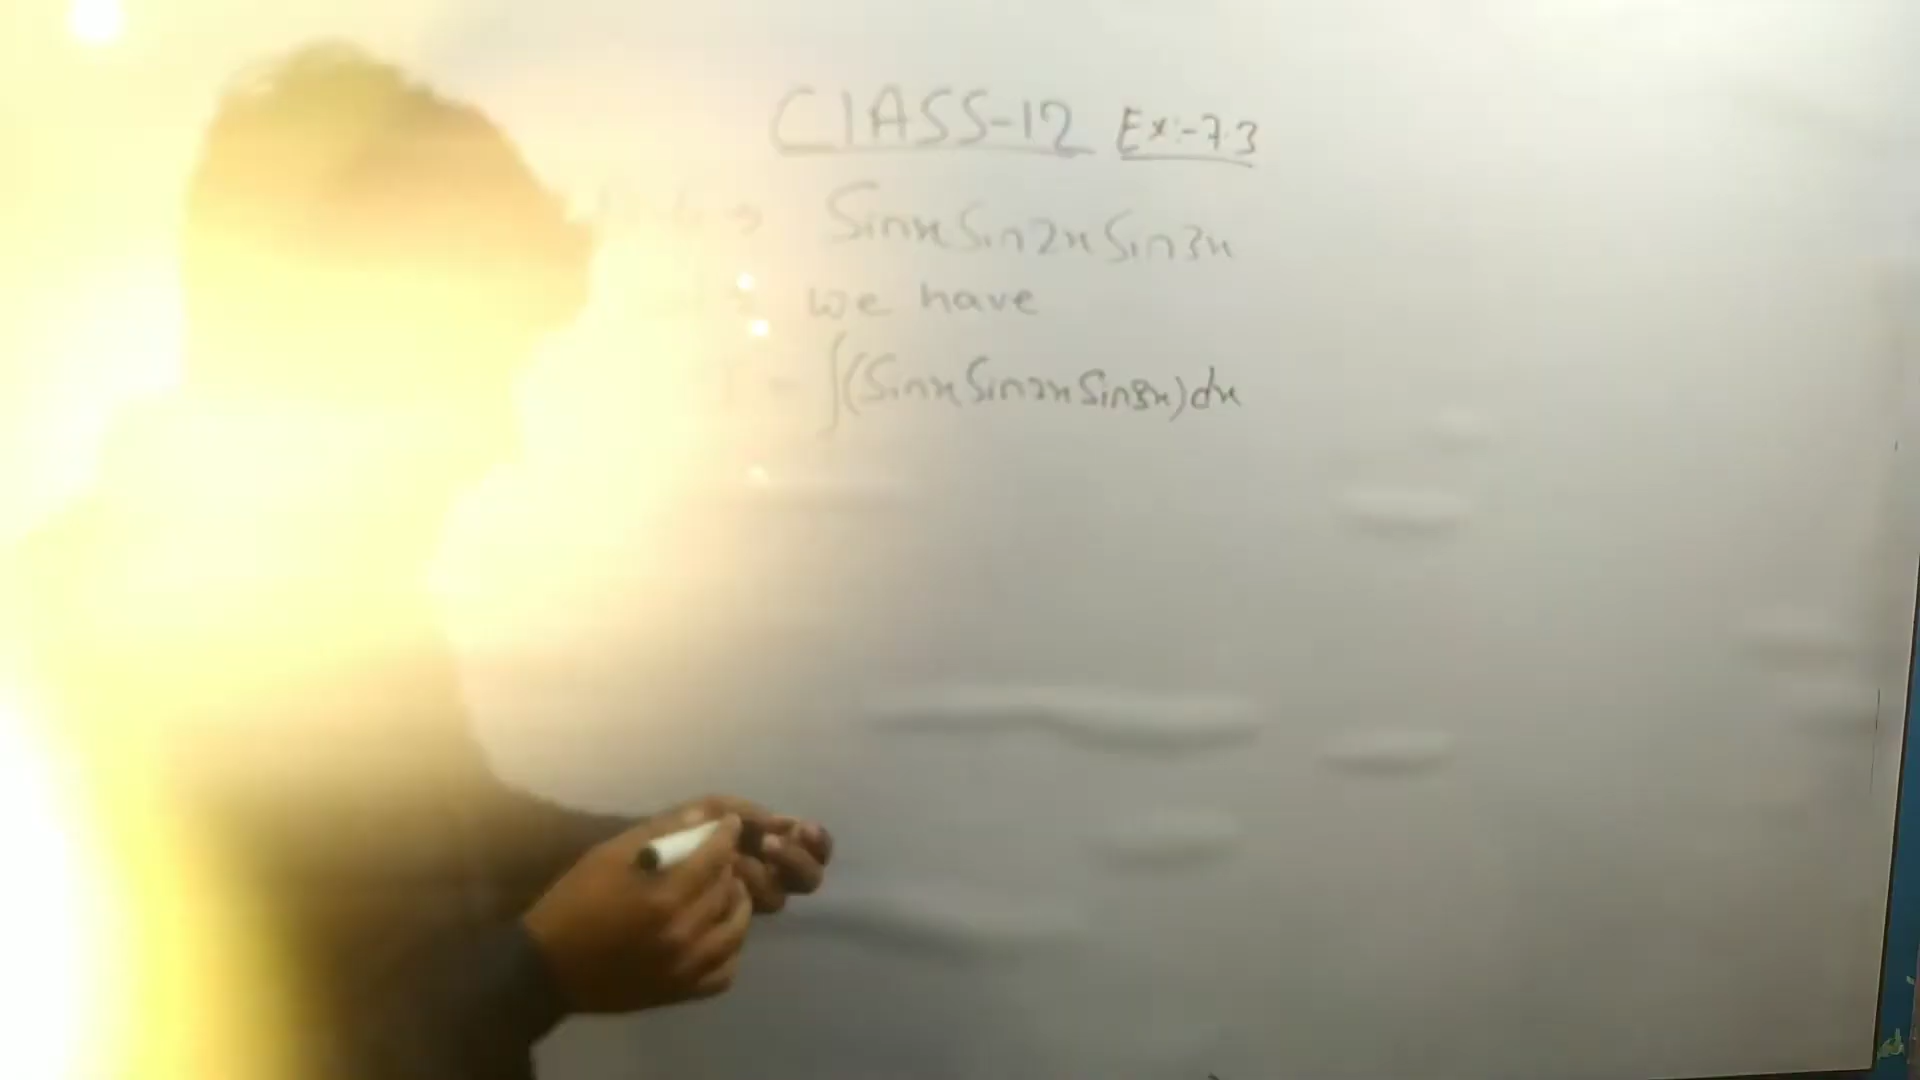 CLASS-12 Ex:-7.3
Sinx Sin2x Sin3x
we have
I = ∫(Sinx Sin2x Sin3x)dx